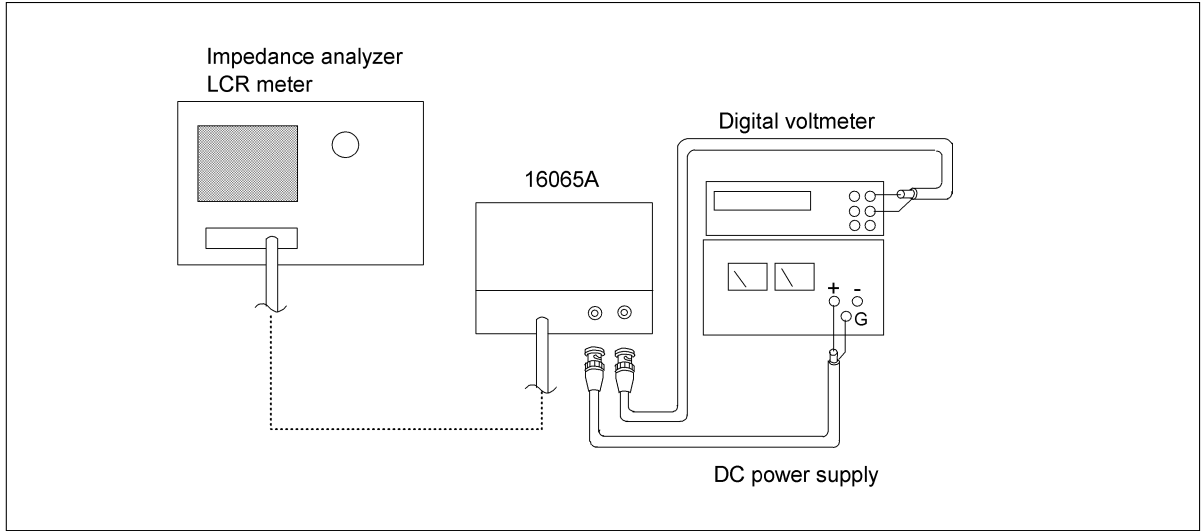 Impedance analyzer
LCR meter
Digital voltmeter
16065A
+ -
G
DC power supply